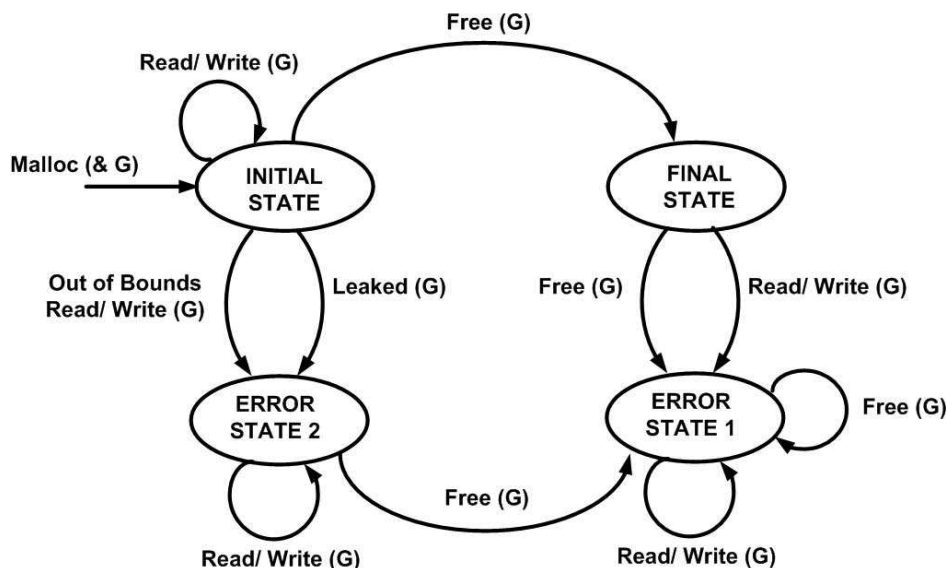 Free (G)
Read/ Write (G)
Malloc (& G)
INITIAL
STATE
FINAL
STATE
Out of Bounds
Read/ Write (G)
Leaked (G)
Free (G)
Read/ Write (G)
ERROR
STATE 2
ERROR
STATE 1
Free (G)
Free (G)
Read/ Write (G)
Read/ Write (G)